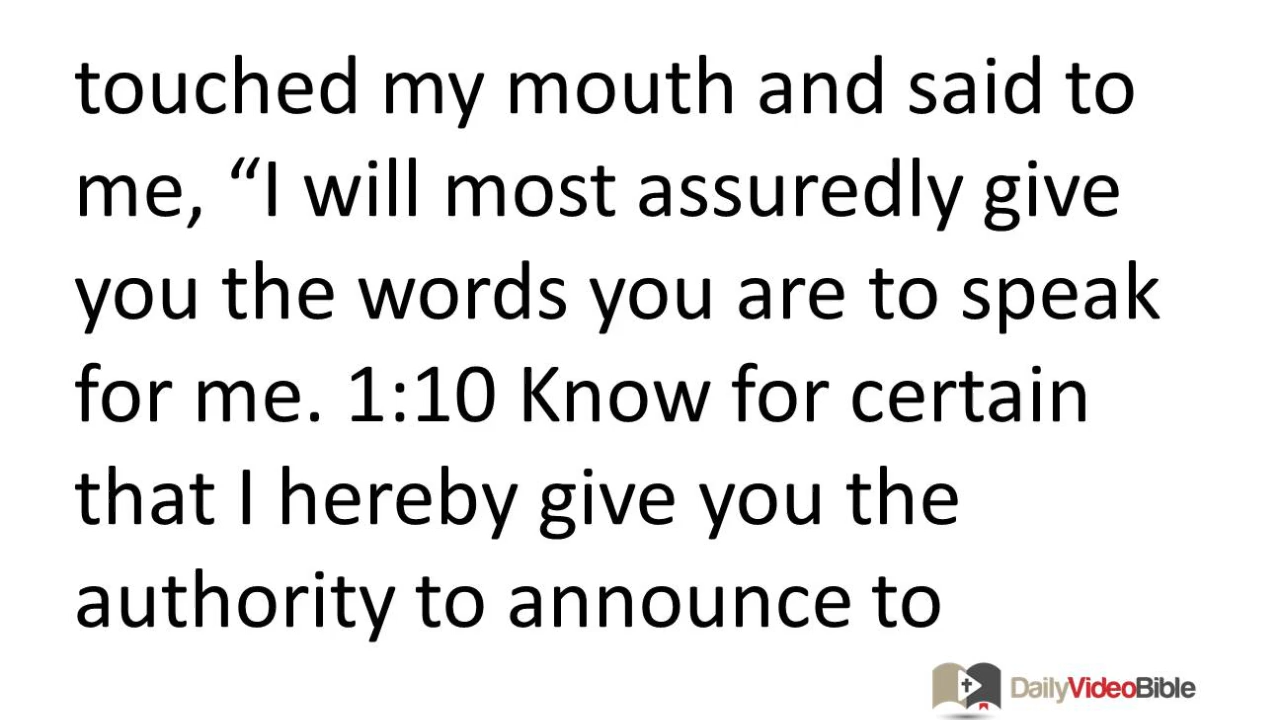 touched my mouth and said to
me, “I will most assuredly give
you the words you are to speak
for me. 1:10 Know for certain
that I hereby give you the
authority to announce to
DailyVideoBible